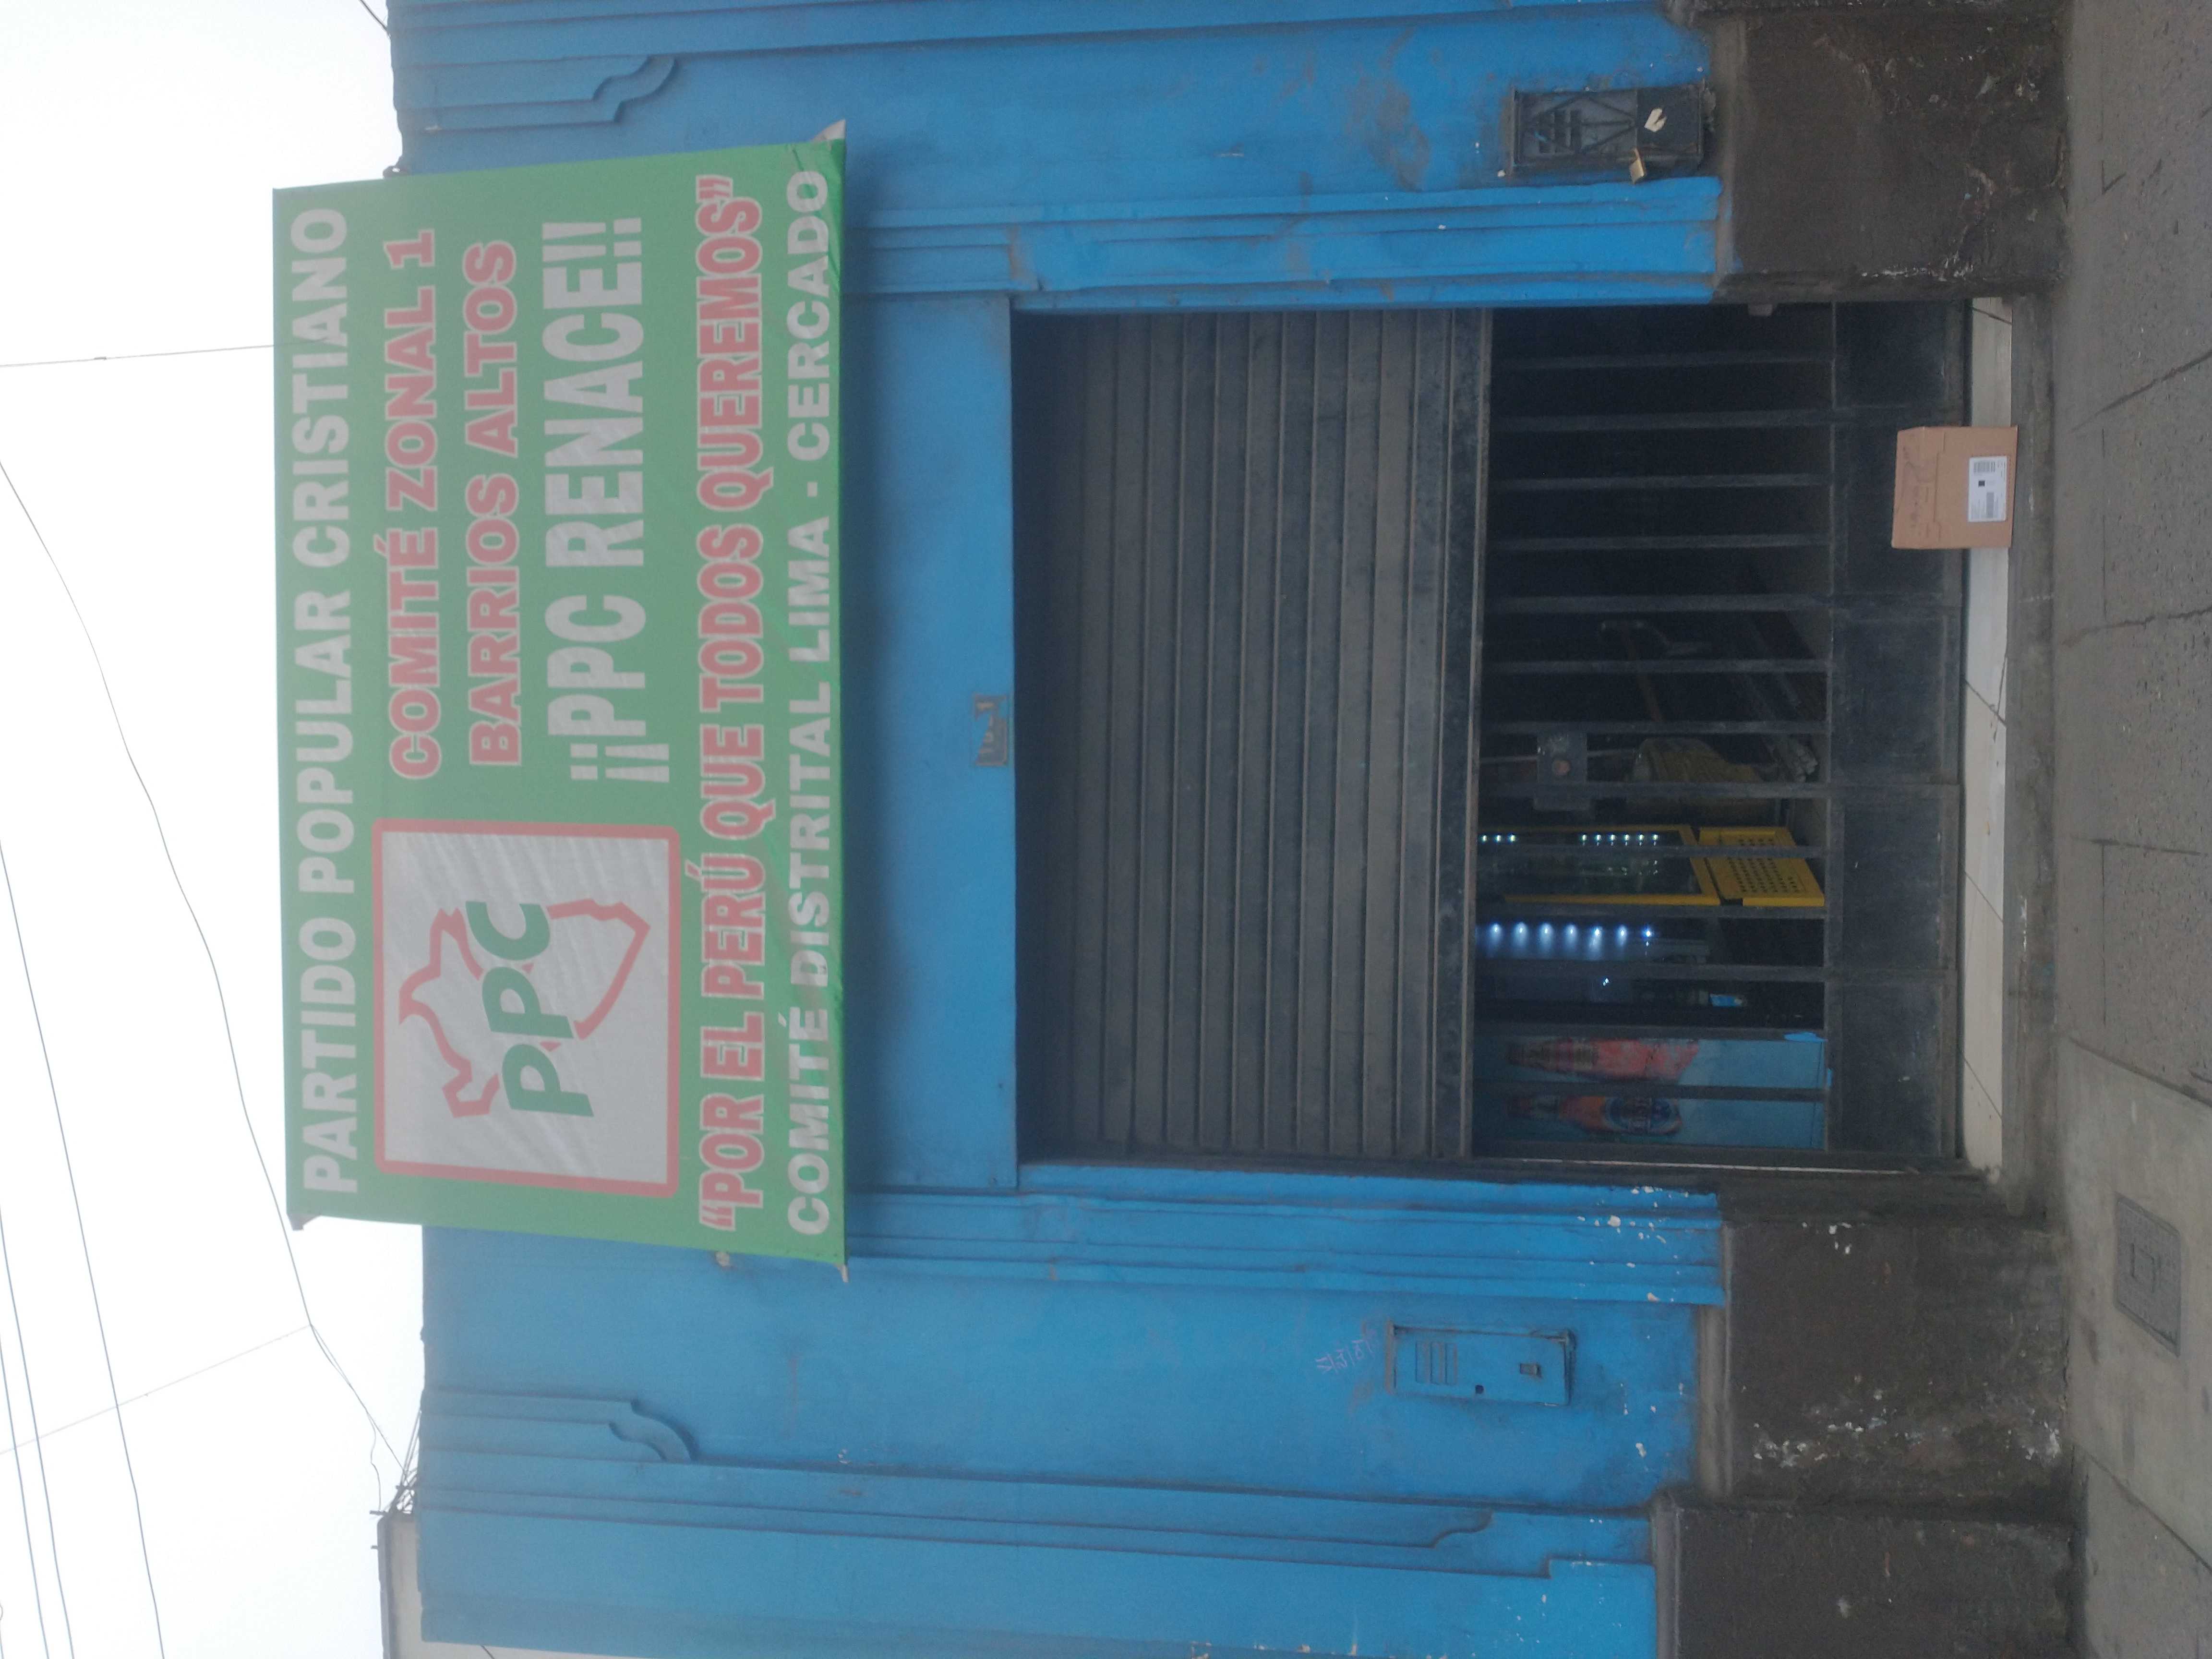 PARTIDO POPULAR CRISTIANO
PPC
COMITÉ ZONAL 1
BARRIOS ALTOS
¡¡PPC RENACE!!
“POR EL PERÚ QUE TODOS QUEREMOS”
COMITÉ DISTRITAL LIMA - CERCADO